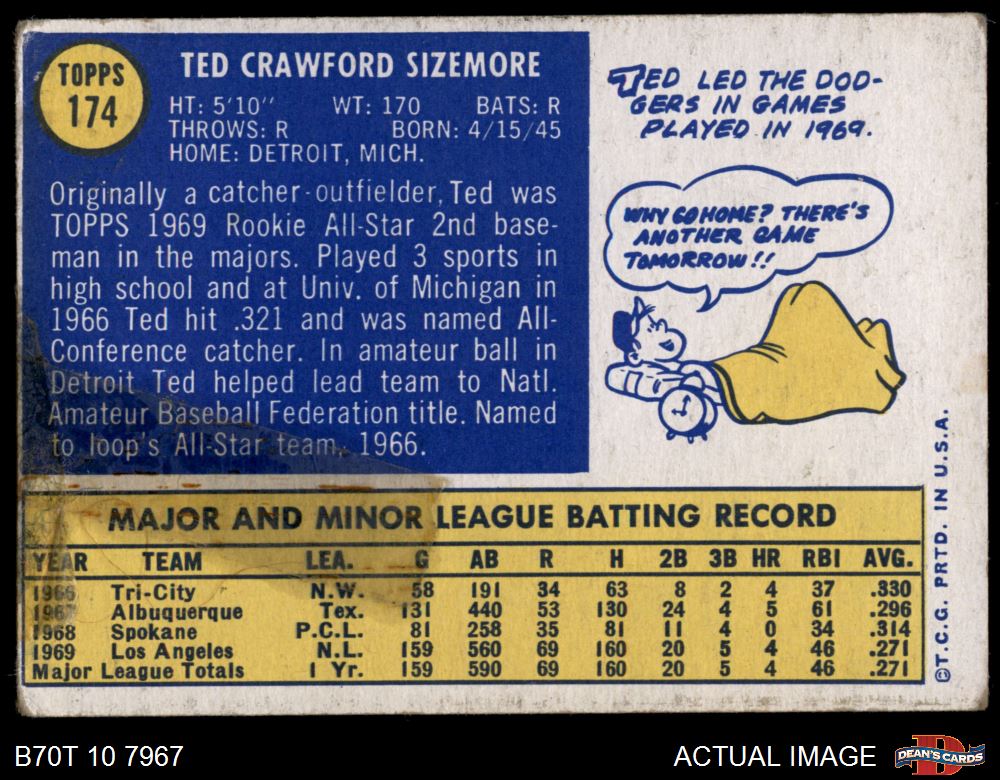 TOPPS
174
TED CRAWFORD SIZEMORE
HT: 5'10" WT: 170 BATS: R
THROWS: R BORN: 4/15/45
HOME: DETROIT, MICH.
Originally a catcher-outfielder, Ted was
TOPPS 1969 Rookie All-Star 2nd base-
man in the majors. Played 3 sports in
high school and at Univ. of Michigan in
1966 Ted hit .321 and was named All-
Conference catcher. In amateur ball in
Detroit Ted helped lead team to Natl.
Amateur Baseball Federation title. Named
to loop's All-Star team, 1966.
TED LED THE DOD-
GERS IN GAMES
PLAYED IN 1969.
WHY GO HOME? THERE'S
ANOTHER GAME
TOMORROW!!
MAJOR AND MINOR LEAGUE BATTING RECORD
YEAR TEAM LEA. G AB R H 2B 3B HR RBI AVG.
1966 Tri-City N.W. 58 191 34 63 8 2 4 37 .330
1967 Albuquerque Tex. 131 440 53 130 24 4 5 61 .296
1968 Spokane P.C.L. 81 258 35 81 11 4 0 34 .314
1969 Los Angeles N.L. 159 560 69 160 20 5 4 46 .271
Major League Totals 1 Yr. 159 590 69 160 20 5 4 46 .271
©T.C.G. PRTD. IN U.S.A.
B70T 10 7967
ACTUAL IMAGE
DEAN'S CARDS